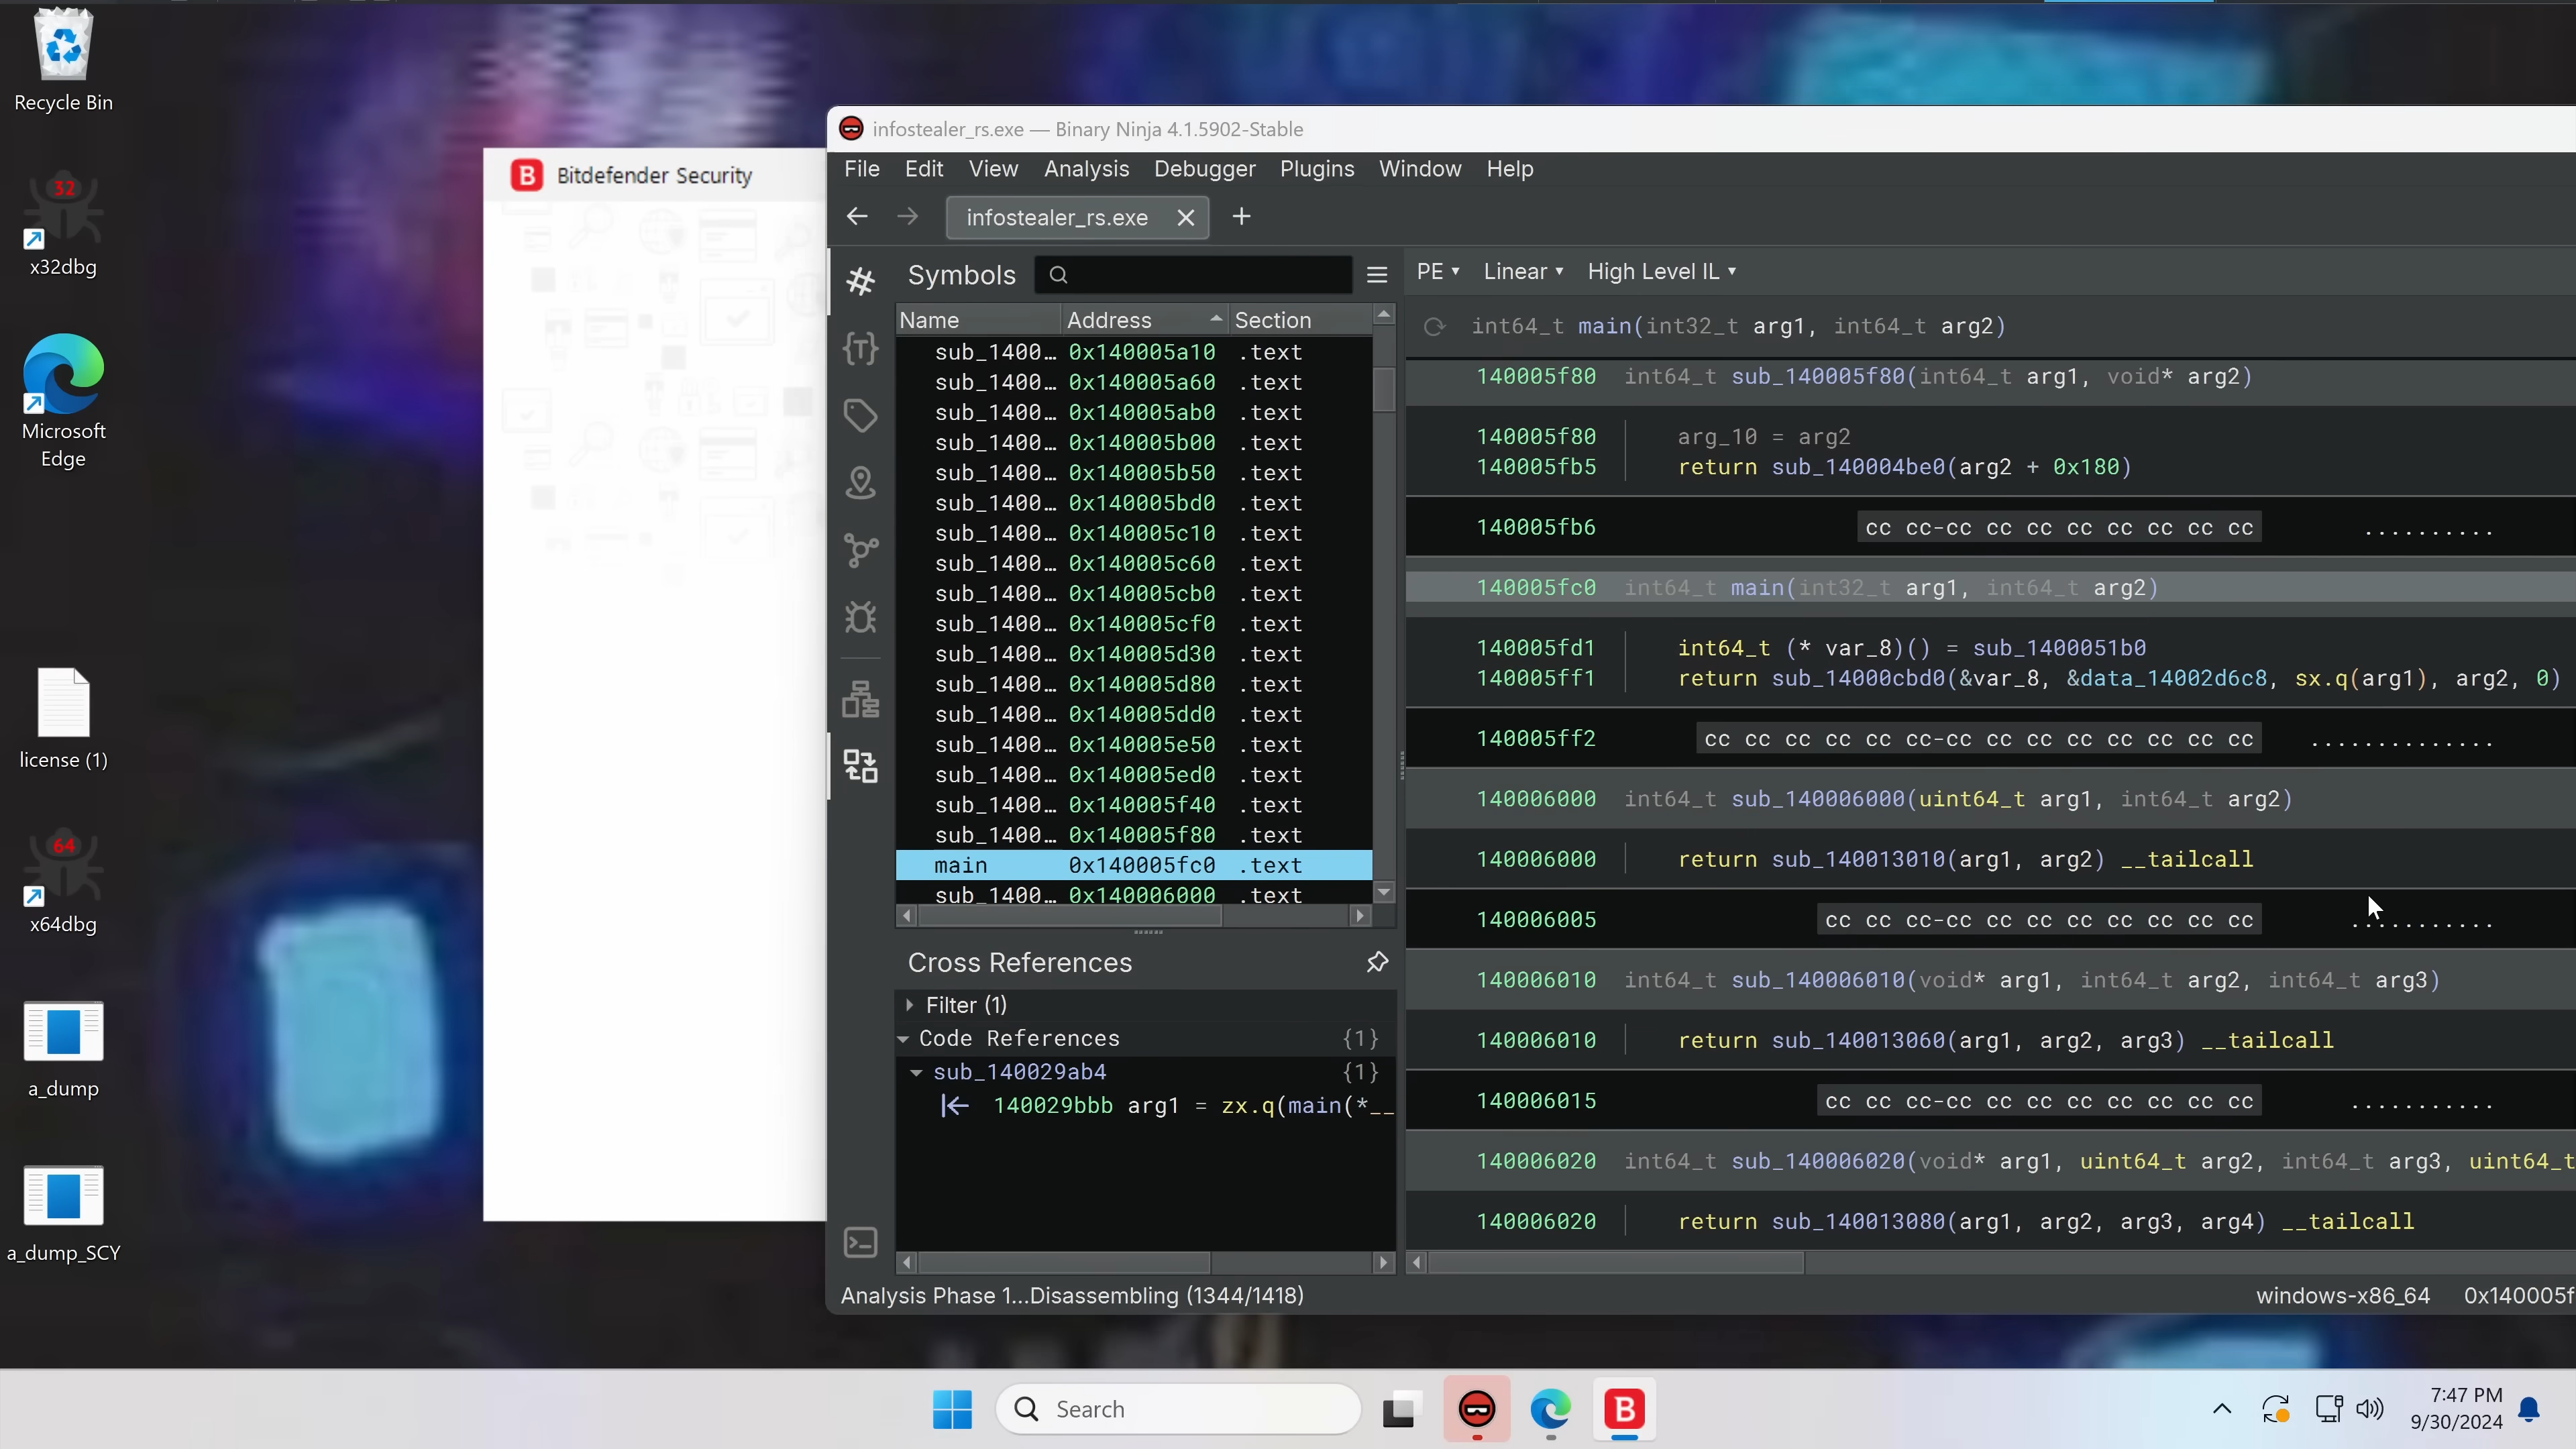 Recycle Bin
32
x32dbg
Microsoft
Edge
license (1)
64
x64dbg
a_dump
a_dump_SCY
B Bitdefender Security
infostealer_rs.exe — Binary Ninja 4.1.5902-Stable
File Edit View Analysis Debugger Plugins Window Help
infostealer_rs.exe
Symbols
Name Address Section
sub_1400… 0x140005a10 .text
sub_1400… 0x140005a60 .text
sub_1400… 0x140005ab0 .text
sub_1400… 0x140005b00 .text
sub_1400… 0x140005b50 .text
sub_1400… 0x140005bd0 .text
sub_1400… 0x140005c10 .text
sub_1400… 0x140005c60 .text
sub_1400… 0x140005cb0 .text
sub_1400… 0x140005cf0 .text
sub_1400… 0x140005d30 .text
sub_1400… 0x140005d80 .text
sub_1400… 0x140005dd0 .text
sub_1400… 0x140005e50 .text
sub_1400… 0x140005ed0 .text
sub_1400… 0x140005f40 .text
sub_1400… 0x140005f80 .text
main 0x140005fc0 .text
sub_1400… 0x140006000 .text
Cross References
Filter (1)
Code References {1}
sub_140029ab4 {1}
140029bbb arg1 = zx.q(main(*__
PE Linear High Level IL
int64_t main(int32_t arg1, int64_t arg2)
140005f80 int64_t sub_140005f80(int64_t arg1, void* arg2)
140005f80 arg_10 = arg2
140005fb5 return sub_140004be0(arg2 + 0x180)
140005fb6 cc cc-cc cc cc cc cc cc cc cc ..........
140005fc0 int64_t main(int32_t arg1, int64_t arg2)
140005fd1 int64_t (* var_8)() = sub_1400051b0
140005ff1 return sub_14000cbd0(&var_8, &data_14002d6c8, sx.q(arg1), arg2, 0)
140005ff2 cc cc cc cc cc cc-cc cc cc cc cc cc cc cc ..............
140006000 int64_t sub_140006000(uint64_t arg1, int64_t arg2)
140006000 return sub_140013010(arg1, arg2) __tailcall
140006005 cc cc cc-cc cc cc cc cc cc cc cc ...........
140006010 int64_t sub_140006010(void* arg1, int64_t arg2, int64_t arg3)
140006010 return sub_140013060(arg1, arg2, arg3) __tailcall
140006015 cc cc cc-cc cc cc cc cc cc cc cc ...........
140006020 int64_t sub_140006020(void* arg1, uint64_t arg2, int64_t arg3, uint64_t
140006020 return sub_140013080(arg1, arg2, arg3, arg4) __tailcall
Analysis Phase 1...Disassembling (1344/1418)
windows-x86_64 0x140005f
Search
B
7:47 PM
9/30/2024